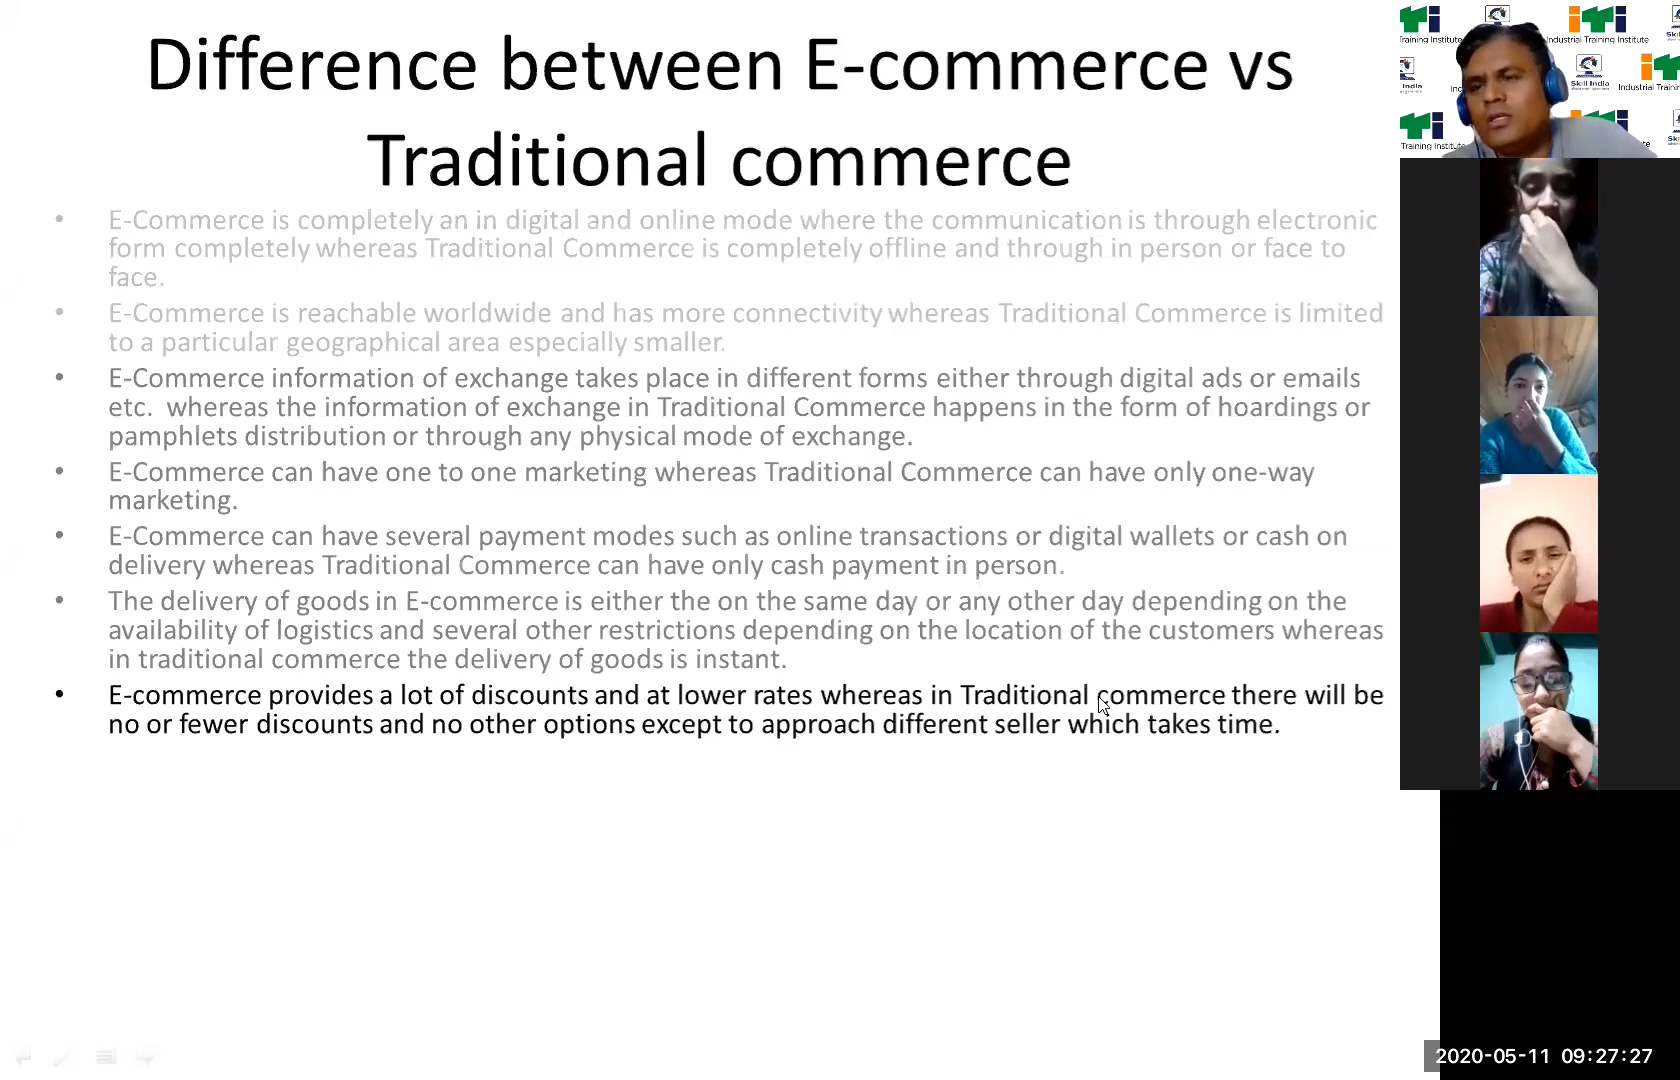 Difference between E-commerce vs
Traditional commerce
• E-Commerce is completely an in digital and online mode where the communication is through electronic
form completely whereas Traditional Commerce is completely offline and through in person or face to
face.
• E-Commerce is reachable worldwide and has more connectivity whereas Traditional Commerce is limited
to a particular geographical area especially smaller.
• E-Commerce information of exchange takes place in different forms either through digital ads or emails
etc. whereas the information of exchange in Traditional Commerce happens in the form of hoardings or
pamphlets distribution or through any physical mode of exchange.
• E-Commerce can have one to one marketing whereas Traditional Commerce can have only one-way
marketing.
• E-Commerce can have several payment modes such as online transactions or digital wallets or cash on
delivery whereas Traditional Commerce can have only cash payment in person.
• The delivery of goods in E-commerce is either the on the same day or any other day depending on the
availability of logistics and several other restrictions depending on the location of the customers whereas
in traditional commerce the delivery of goods is instant.
• E-commerce provides a lot of discounts and at lower rates whereas in Traditional commerce there will be
no or fewer discounts and no other options except to approach different seller which takes time.
Training Institute
Industrial Training Institute
Skill India
Industrial Training
Training Institute
2020-05-11 09:27:27